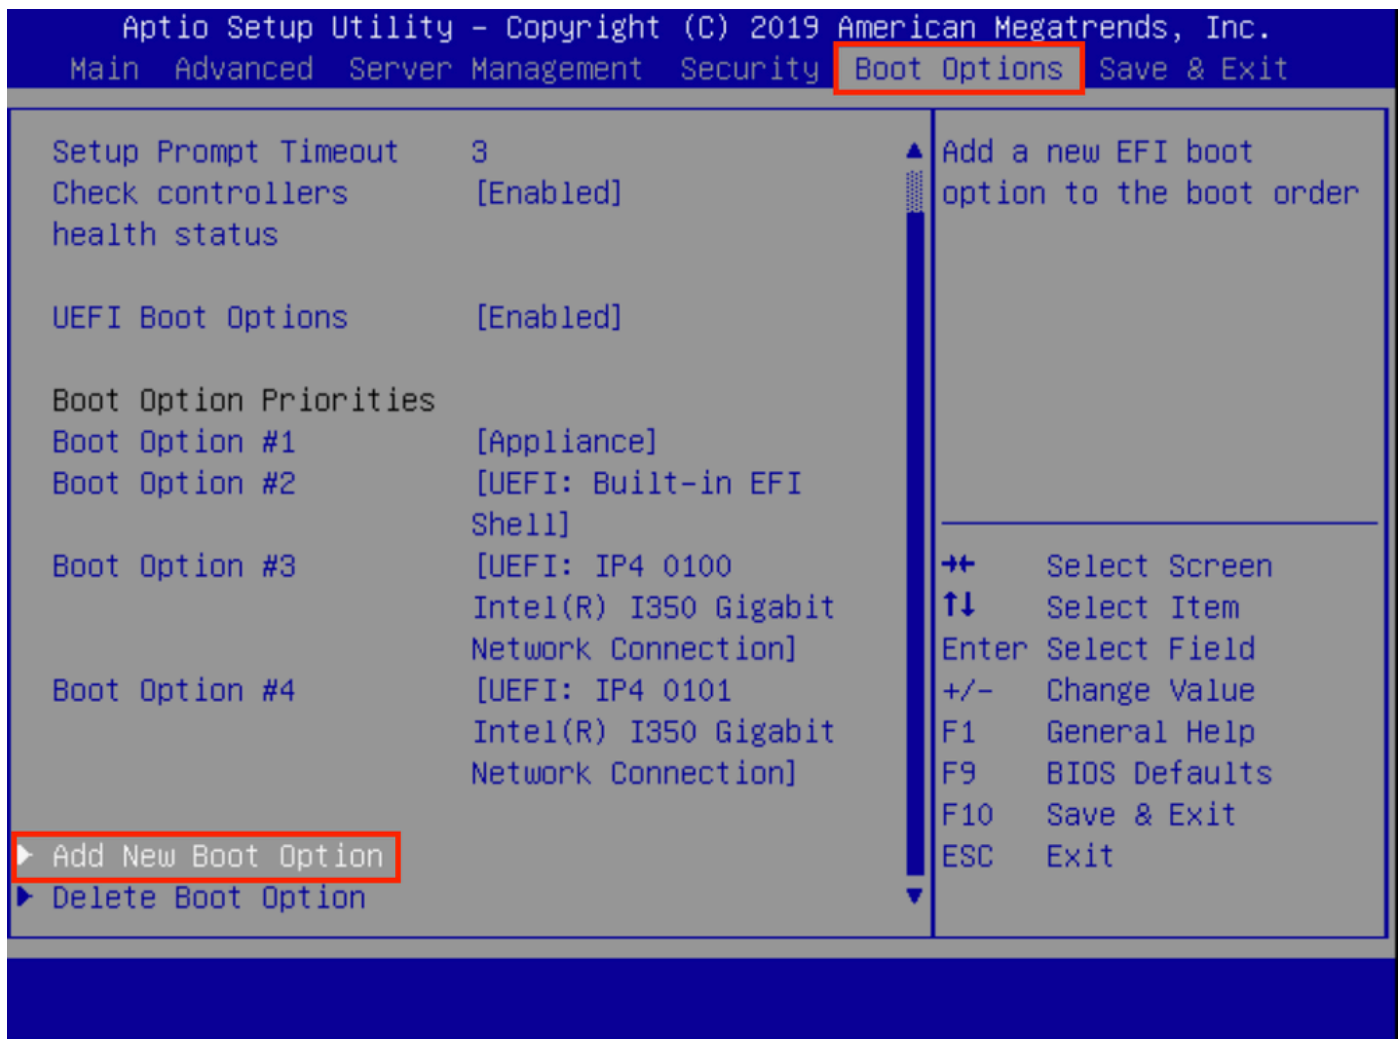 Aptio Setup Utility – Copyright (C) 2019 American Megatrends, Inc.
Main Advanced Server Management Security Boot Options Save & Exit
Setup Prompt Timeout 3
Check controllers [Enabled]
health status
UEFI Boot Options [Enabled]
Boot Option Priorities
Boot Option #1 [Appliance]
Boot Option #2 [UEFI: Built-in EFI
Shell]
Boot Option #3 [UEFI: IP4 0100
Intel(R) I350 Gigabit
Network Connection]
Boot Option #4 [UEFI: IP4 0101
Intel(R) I350 Gigabit
Network Connection]
Add New Boot Option
Delete Boot Option
Add a new EFI boot
option to the boot order
→← Select Screen
↑↓ Select Item
Enter Select Field
+/- Change Value
F1 General Help
F9 BIOS Defaults
F10 Save & Exit
ESC Exit